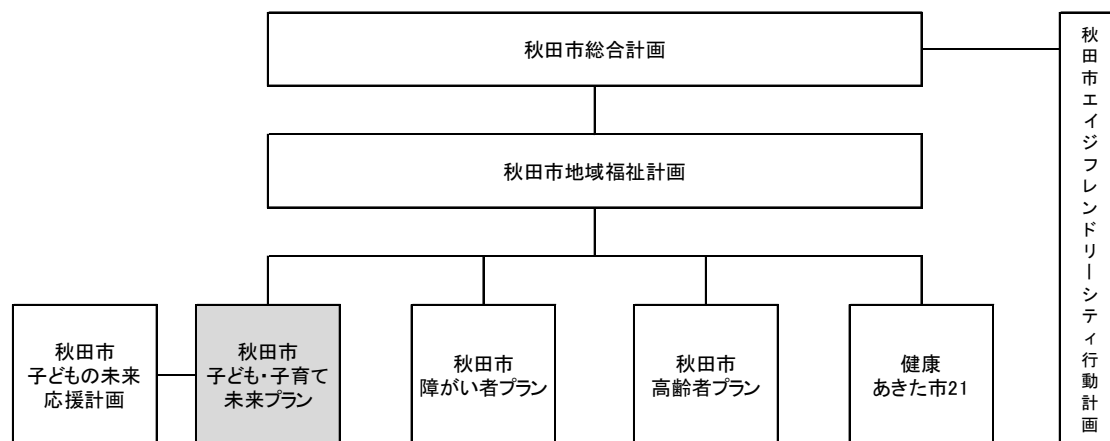 秋田市総合計画
秋田市エイジフレンドリーシティ行動計画
秋田市地域福祉計画
秋田市
子どもの未来
応援計画
秋田市
子ども・子育て
未来プラン
秋田市
障がい者プラン
秋田市
高齢者プラン
健康
あきた市21